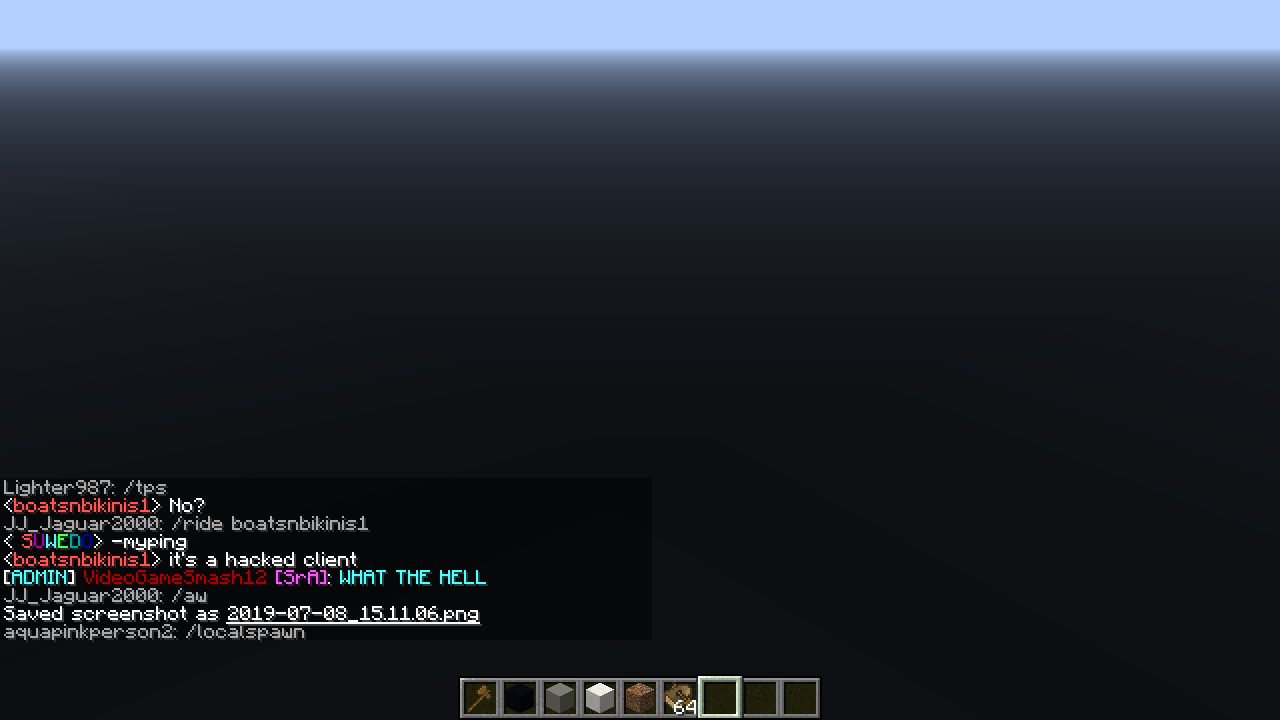 Lighter987: /tps
<boatsnbikinis1> No?
JJ_Jaguar2000: /ride boatsnbikinis1
< SUWEDO> -myping
<boatsnbikinis1> it's a hacked client
[ADMIN] VideoGameSmash12 [SrA]: WHAT THE HELL
JJ_Jaguar2000: /aw
Saved screenshot as 2019-07-08_15.11.06.png
aquapinkperson2: /localspawn
64